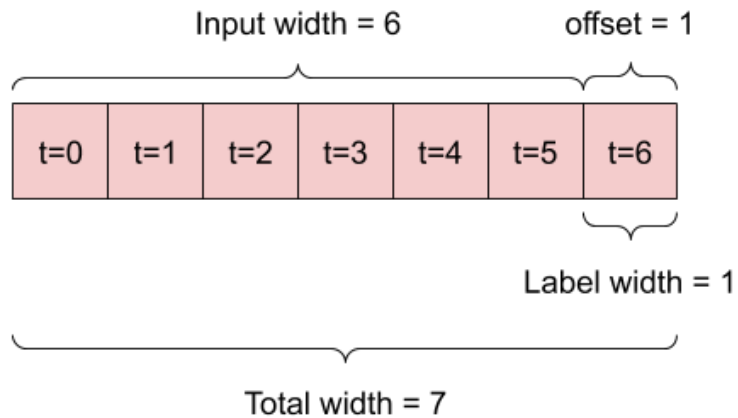 Input width = 6
offset = 1
t=0
t=1
t=2
t=3
t=4
t=5
t=6
Label width = 1
Total width = 7